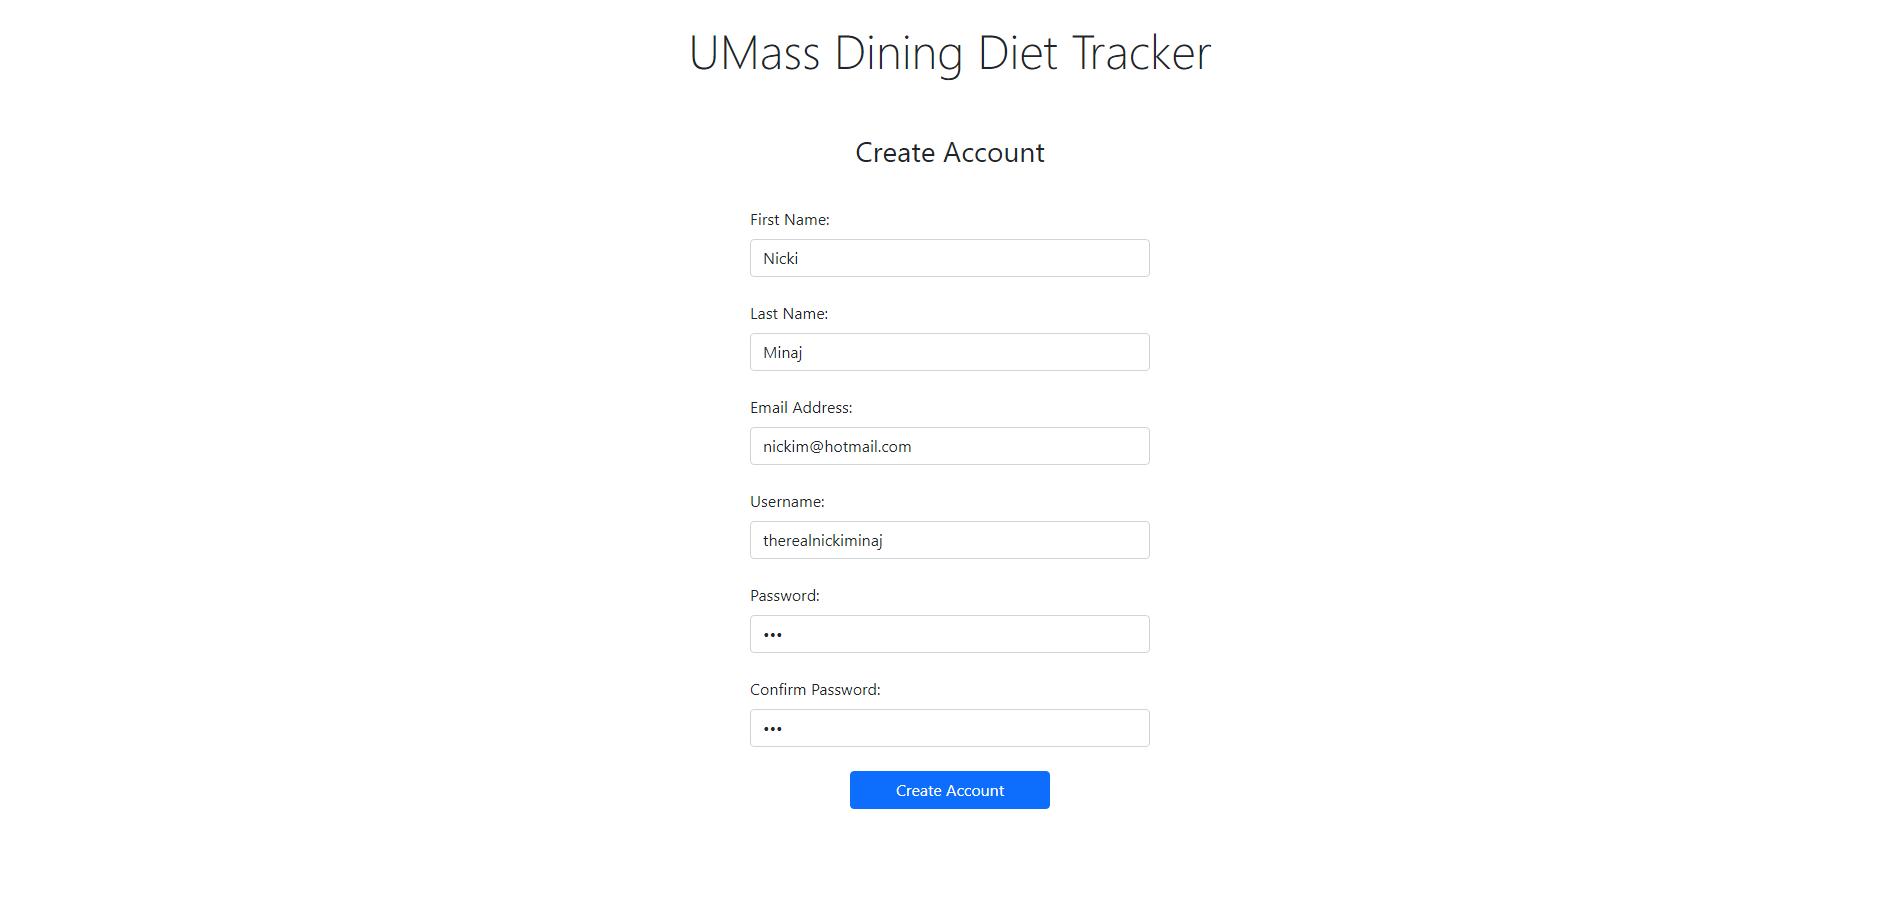 UMass Dining Diet Tracker
Create Account
First Name:
Nicki
Last Name:
Minaj
Email Address:
nickim@hotmail.com
Username:
therealnickiminaj
Password:
•••
Confirm Password:
•••
Create Account